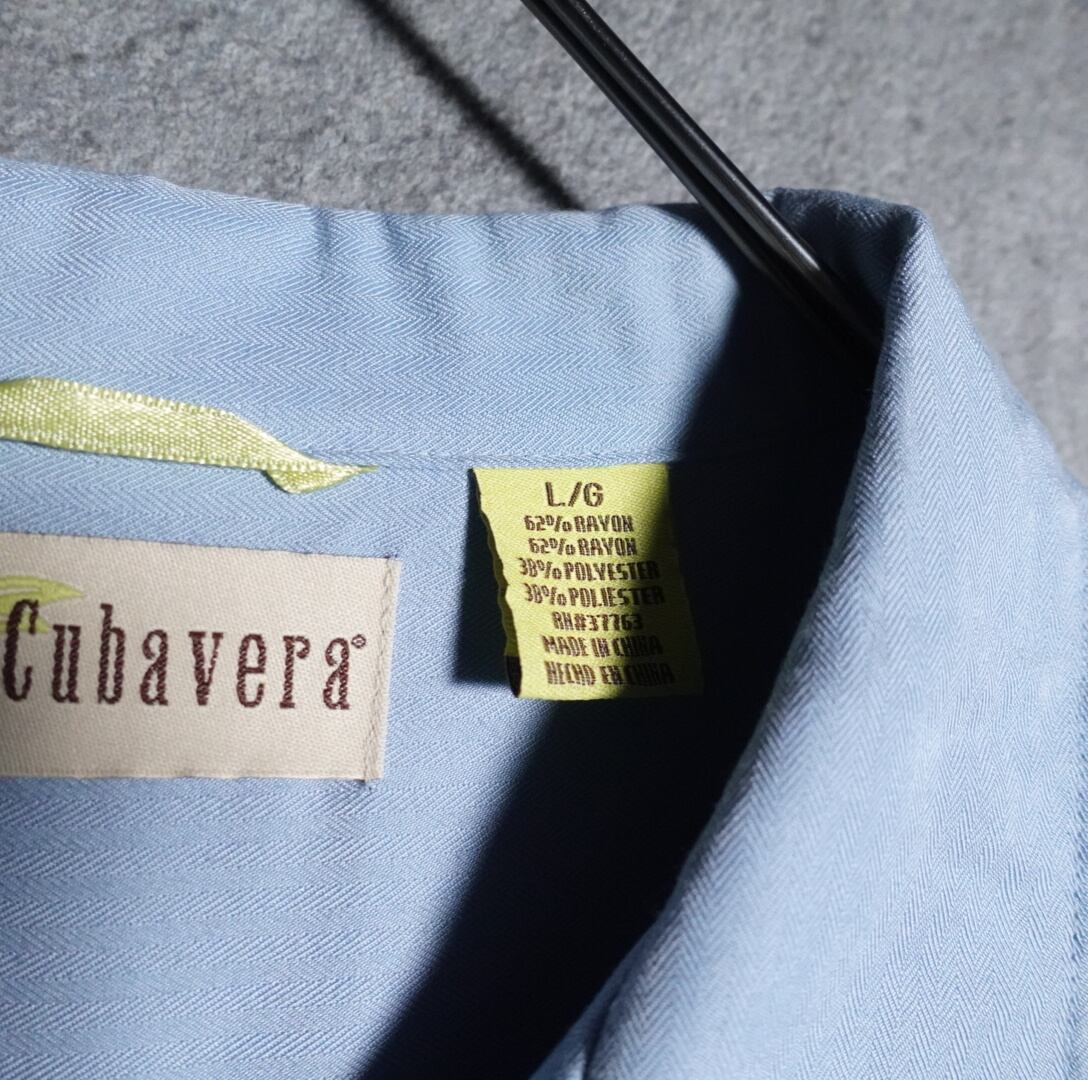 Cubavera®
L/G
62% RAYON
62% RAYON
38% POLYESTER
38% POLIESTER
RN#37763
MADE IN CHINA
HECHO EN CHINA